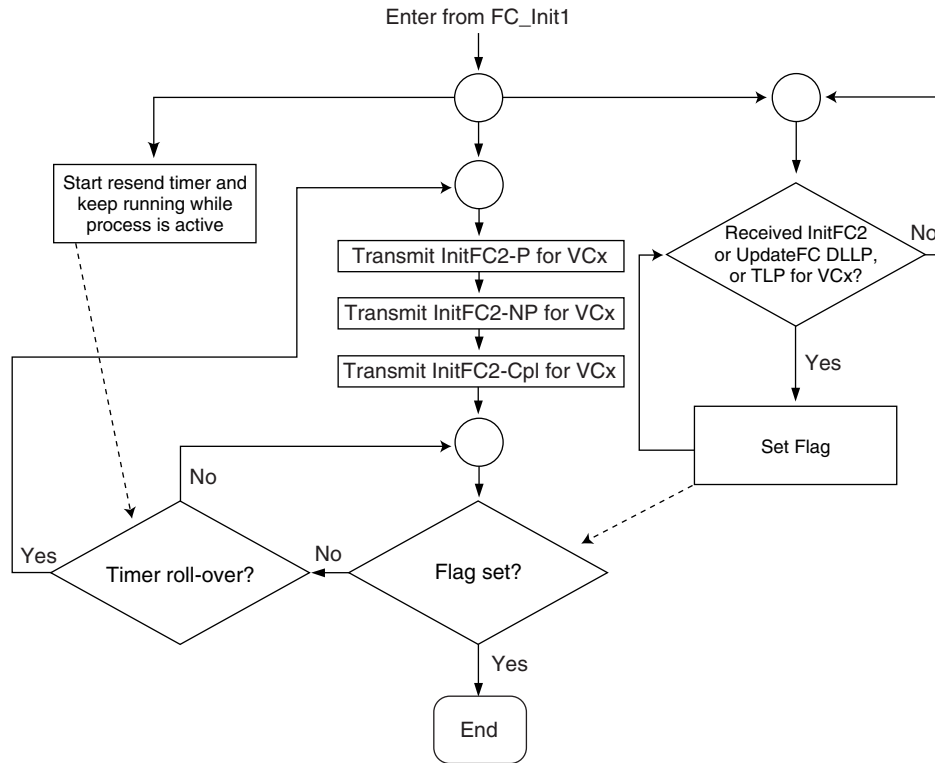 Enter from FC_Init1
Start resend timer and
keep running while
process is active
Transmit InitFC2-P for VCx
Transmit InitFC2-NP for VCx
Transmit InitFC2-Cpl for VCx
Received InitFC2
or UpdateFC DLLP,
or TLP for VCx?
No
Yes
Set Flag
No
Yes
Timer roll-over?
No
Flag set?
Yes
End